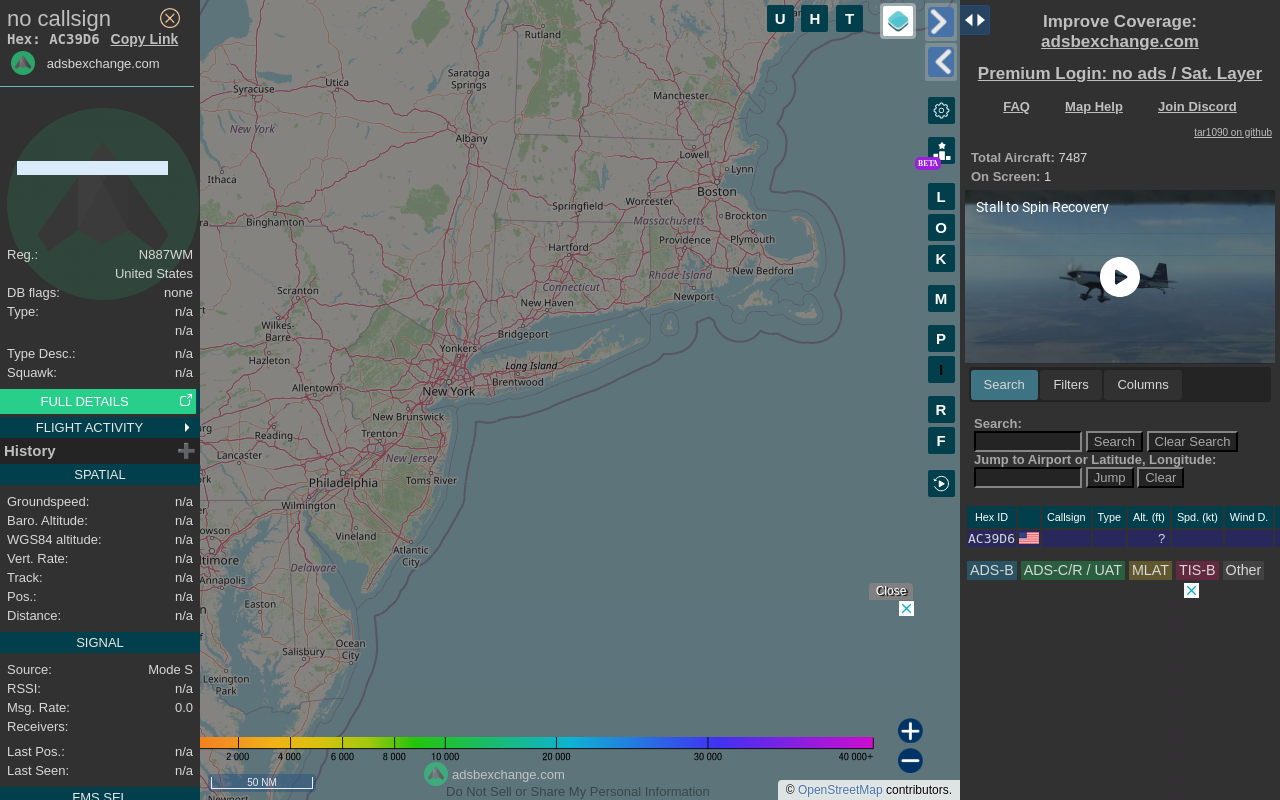 no callsign
Hex: AC39D6 Copy Link
adsbexchange.com
Reg.: N887WM
United States
DB flags: none
Type: n/a
n/a
Type Desc.: n/a
Squawk: n/a
FULL DETAILS
FLIGHT ACTIVITY
History
SPATIAL
Groundspeed: n/a
Baro. Altitude: n/a
WGS84 altitude: n/a
Vert. Rate: n/a
Track: n/a
Pos.: n/a
Distance: n/a
SIGNAL
Source: Mode S
RSSI: n/a
Msg. Rate: 0.0
Receivers:
Last Pos.: n/a
Last Seen: n/a
FMS SEL
U H T
BETA
L
O
K
M
P
I
R
F
Rutland
Saratoga
Springs
Utica
Syracuse
Manchester
New York
Albany
Lowell
Lynn
Ithaca
Boston
Worcester
Springfield
Massachusetts
Brockton
Binghamton
Providence
Plymouth
Hartford
New Bedford
Rhode Island
Connecticut
Scranton
Newport
New Haven
Wilkes-
Barre
Bridgeport
Yonkers
Hazleton
Long Island
Brentwood
Allentown
New York
New Brunswick
Reading
Trenton
Lancaster
New Jersey
Toms River
Philadelphia
Wilmington
Vineland
Atlantic
City
Delaware
Annapolis
Easton
Ocean
City
Salisbury
Lexington
Park
Close
2 000 4 000 6 000 8 000 10 000 20 000 30 000 40 000+
50 NM
adsbexchange.com
Do Not Sell or Share My Personal Information
© OpenStreetMap contributors.
Improve Coverage:
adsbexchange.com
Premium Login: no ads / Sat. Layer
FAQ Map Help Join Discord
tar1090 on github
Total Aircraft: 7487
On Screen: 1
Stall to Spin Recovery
Search Filters Columns
Search:
Search Clear Search
Jump to Airport or Latitude, Longitude:
Jump Clear
Hex ID Callsign Type Alt. (ft) Spd. (kt) Wind D.
AC39D6 ?
ADS-B ADS-C/R / UAT MLAT TIS-B Other